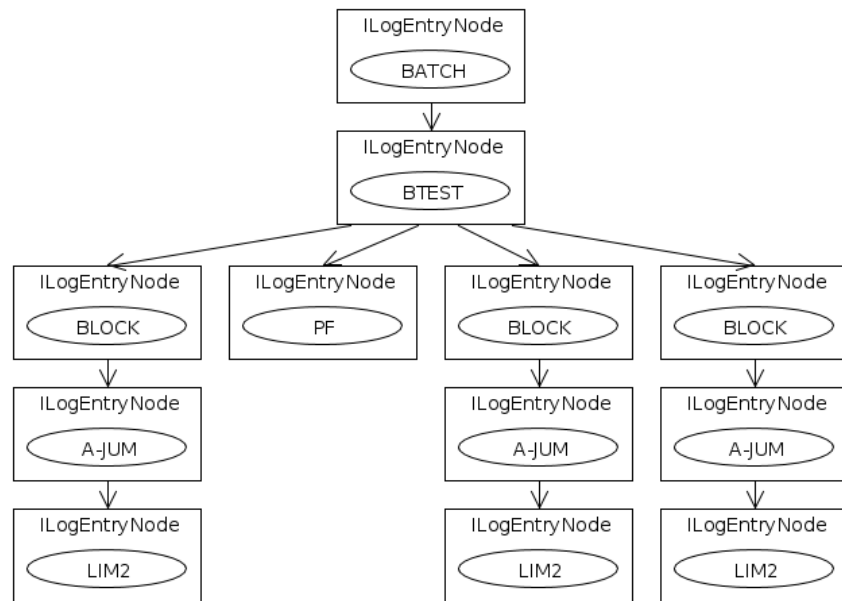 ILogEntryNode
BATCH
ILogEntryNode
BTEST
ILogEntryNode ILogEntryNode ILogEntryNode ILogEntryNode
BLOCK PF BLOCK BLOCK
ILogEntryNode ILogEntryNode ILogEntryNode
A-JUM A-JUM A-JUM
ILogEntryNode ILogEntryNode ILogEntryNode
LIM2 LIM2 LIM2